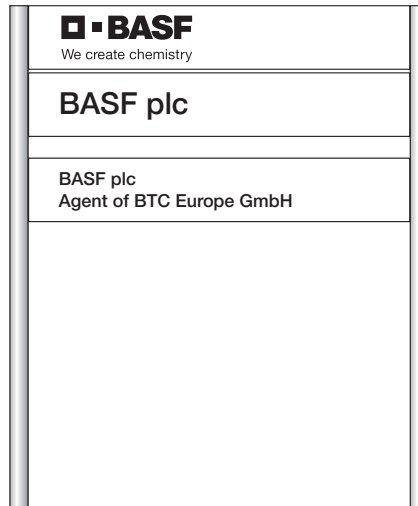 BASF
We create chemistry
BASF plc
BASF plc
Agent of BTC Europe GmbH